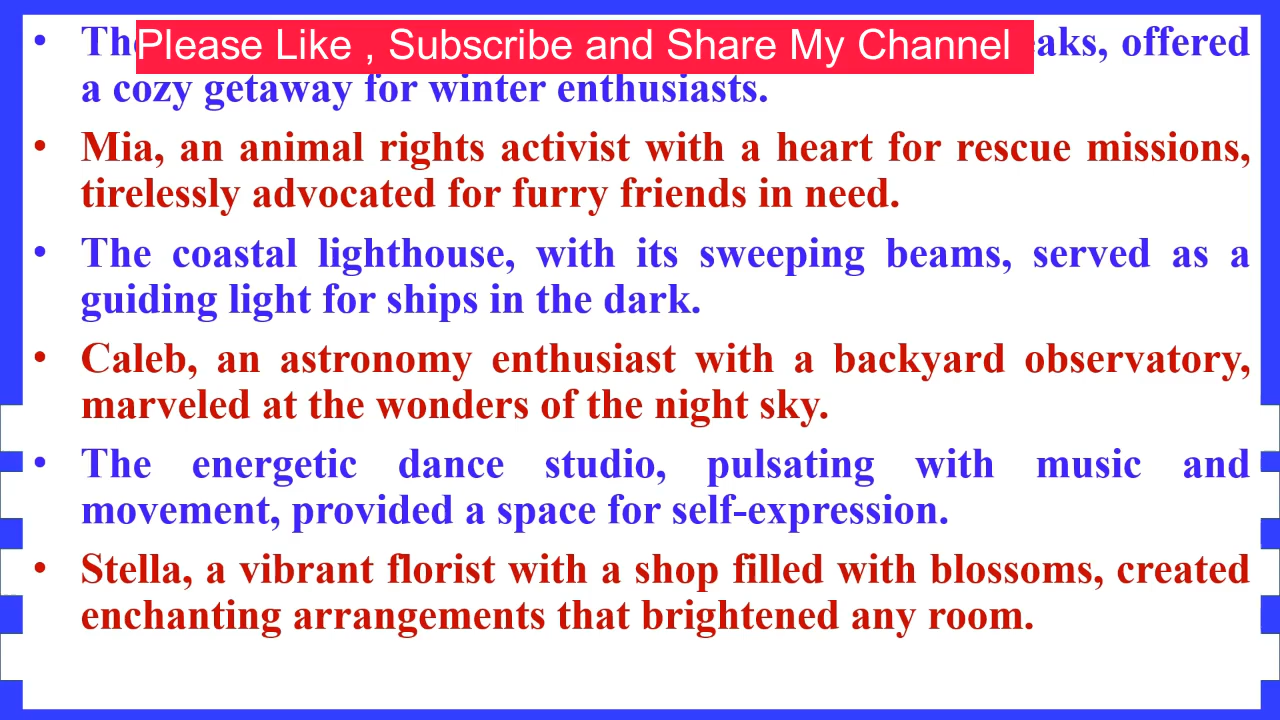 Please Like , Subscribe and Share My Channel
offered
a cozy getaway for winter enthusiasts.
• Mia, an animal rights activist with a heart for rescue missions,
tirelessly advocated for furry friends in need.
• The coastal lighthouse, with its sweeping beams, served as a
guiding light for ships in the dark.
• Caleb, an astronomy enthusiast with a backyard observatory,
marveled at the wonders of the night sky.
• The energetic dance studio, pulsating with music and
movement, provided a space for self-expression.
• Stella, a vibrant florist with a shop filled with blossoms, created
enchanting arrangements that brightened any room.